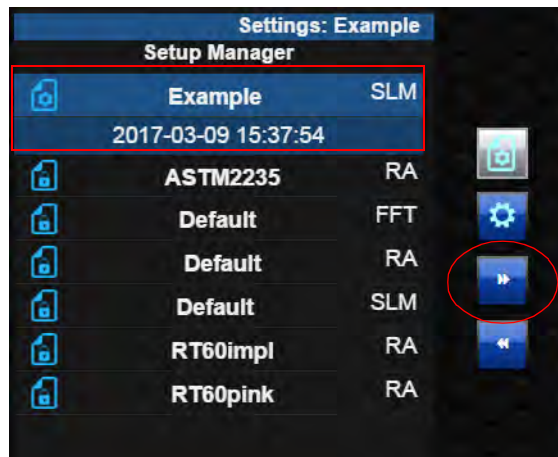 Settings: Example
Setup Manager
Example SLM
2017-03-09 15:37:54
ASTM2235 RA
Default FFT
Default RA
Default SLM
RT60impl RA
RT60pink RA